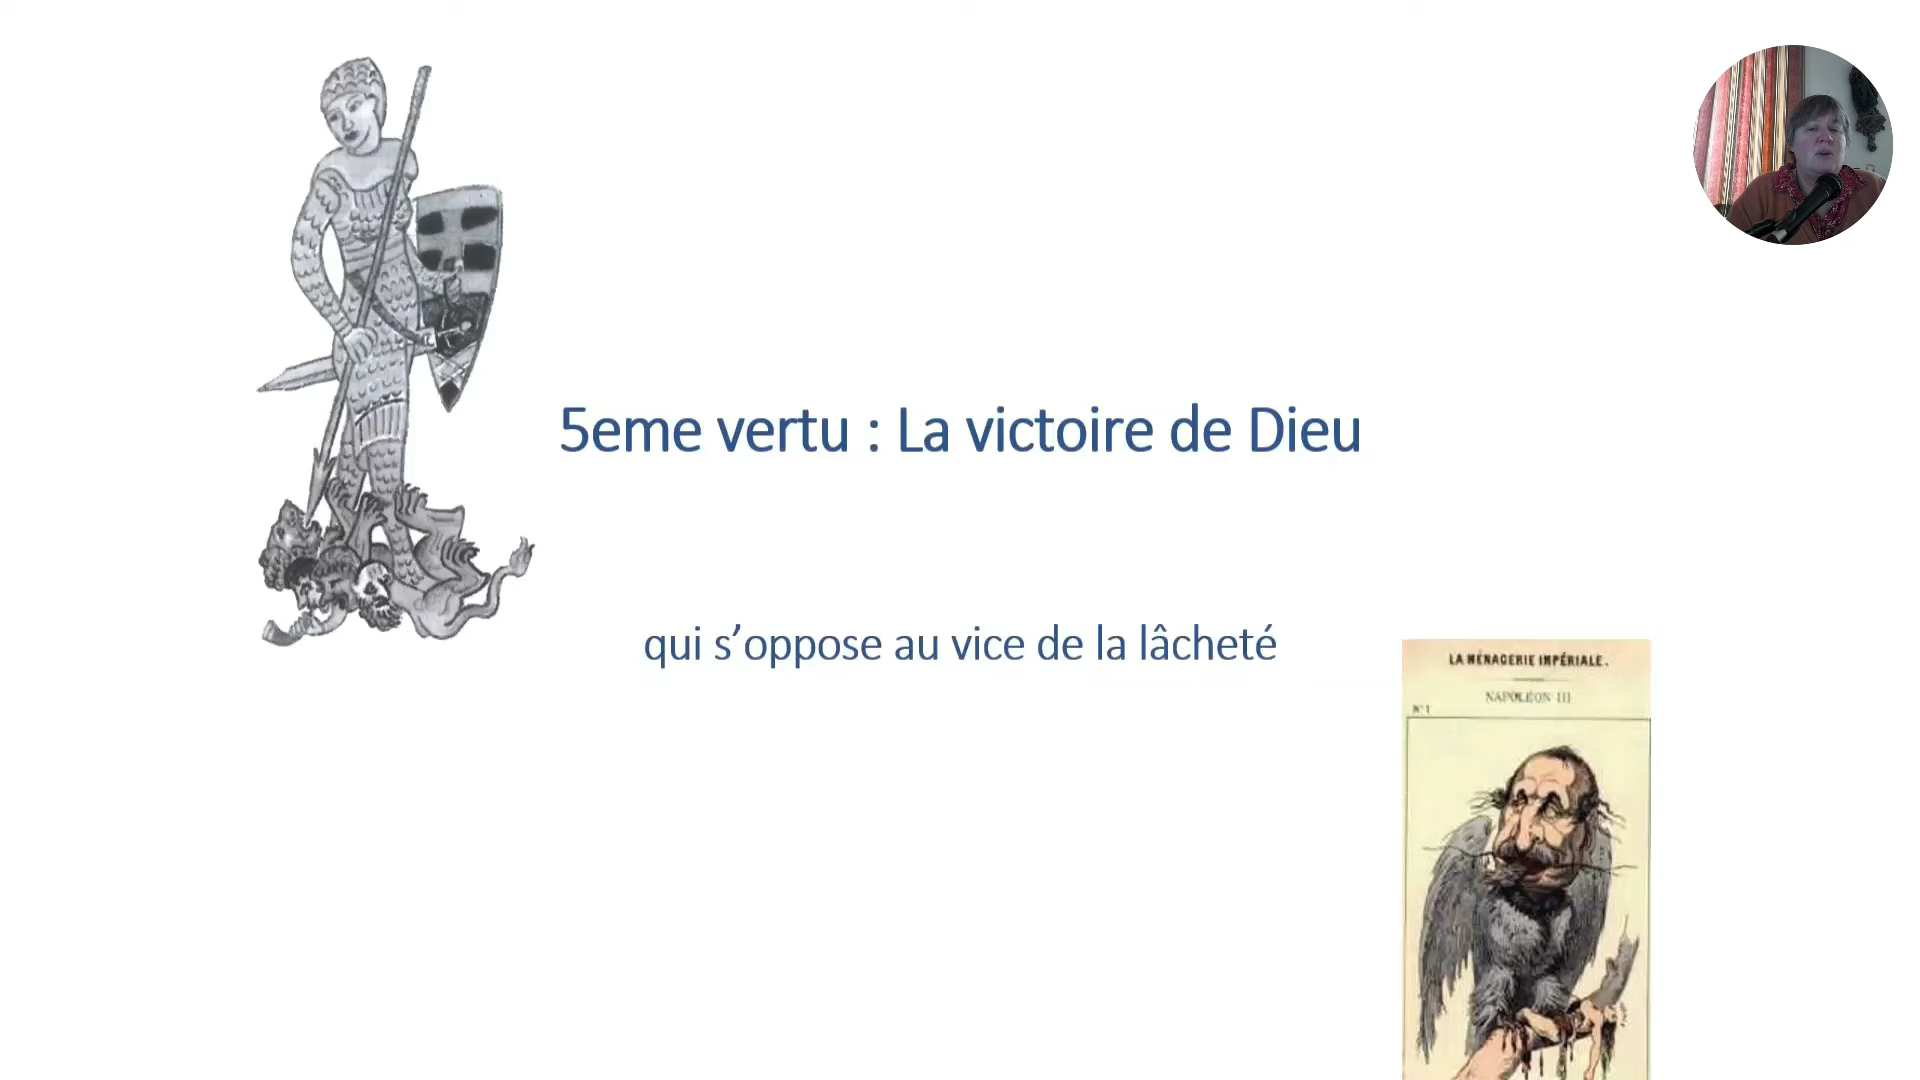 5eme vertu : La victoire de Dieu
qui s’oppose au vice de la lâcheté
LA MÉNAGERIE IMPÉRIALE.
NAPOLÉON III
N° 1